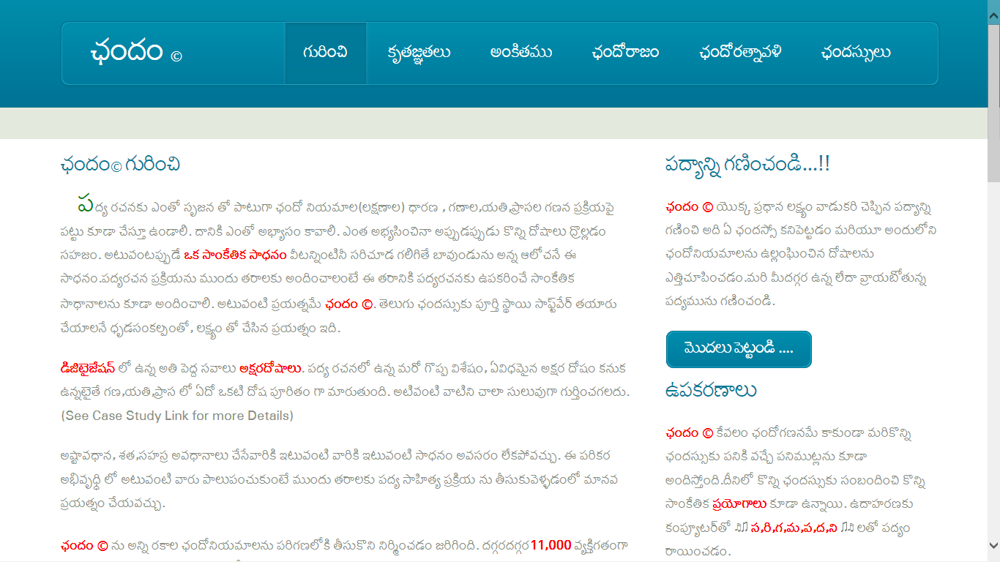 ఛందం ©
గురించి
కృతజ్ఞతలు
అంకితము
ఛందోరాజం
ఛందోరత్నావళి
ఛందస్సులు
ఛందం© గురించి
పద్య రచనకు ఎంతో సృజన తో పాటుగా ఛందో నియమాల(లక్షణాల) ధారణ , గణాల,యతి,ప్రాసల గణన ప్రక్రియపై
పట్టు కూడా చేస్తూ ఉండాలి. దానికి ఎంతో అభ్యాసం కావాలి. ఎంత అభ్యసించినా అప్పుడప్పుడు కొన్ని దోషాలు ద్రొల్లడం
సహజం. అటువంటప్పుడే ఒక సాంకేతిక సాధనం వీటన్నింటినీ సరిచూడ గలిగితే బావుండును అన్న ఆలోచనే ఈ
సాధనం.పద్యరచన ప్రక్రియను ముందు తరాలకు అందించాలంటే ఈ తరానికి పద్యరచనకు ఉపకరించే సాంకేతిక
సాధానాలను కూడా అందించాలి. అటువంటి ప్రయత్నమే ఛందం ©. తెలుగు ఛందస్సుకు పూర్తి స్థాయి సాఫ్ట్‌వేర్ తయారు
చేయాలనే ధృడసంకల్పంతో, లక్ష్యం తో చేసిన ప్రయత్నం ఇది.
డిజిటైజేషన్ లో ఉన్న అతి పెద్ద సవాలు అక్షరదోషాలు. పద్య రచనలో ఉన్న మరో గొప్ప విశేషం, ఏవిధమైన అక్షర దోషం కనుక
ఉన్నటైతే గణ,యతి,ప్రాస లో ఏదో ఒకటి దోష పూరితం గా మారుతుంది. అటివంటి వాటిని చాలా సులువుగా గుర్తించగలదు.
(See Case Study Link for more Details)
అష్టావధాన, శత,సహస్ర అవధానాలు చేసేవారికి ఇటువంటి వారికి ఇటువంటి సాధనం అవసరం లేకపోవచ్చు. ఈ పరికర
అభివృద్ధి లో అటువంటి వారు పాలుపంచుకుంటే ముందు తరాలకు పద్య సాహిత్య ప్రక్రియ ను తీసుకువెళ్ళడంలో మానవ
ప్రయత్నం చేయవచ్చు.
ఛందం © ను అన్ని రకాల ఛందోనియమాలను పరిగణలోకి తీసుకొని నిర్మించడం జరిగింది. దగ్గరదగ్గర 11,000 వ్యక్తిగతంగా
పద్యాన్ని గణించండి...!!
ఛందం © యొక్క ప్రధాన లక్ష్యం వాడుకరి చెప్పిన పద్యాన్ని
గణించి అది ఏ ఛందస్సో కనిపెట్టడం మరియూ అందులోని
ఛందోనియమాలను ఉల్లంఘించిన దోషాలను
ఎత్తిచూపించడం.మరి మీదగ్గర ఉన్న లేదా వ్రాయబోతున్న
పద్యమును గణించండి.
మొదలు పెట్టండి ....
ఉపకరణాలు
ఛందం © కేవలం ఛందోగణనమే కాకుండా మరికొన్ని
ఛందస్సుకు పనికి వచ్చే పనిముట్లను కూడా
అందిస్తోంది.దీనిలో కొన్ని ఛందస్సుకు సంబందించి కొన్ని
సాంకేతిక ప్రయోగాలు కూడా ఉన్నాయి. ఉదాహరణకు
కంప్యూటర్‌తో 🎶 స,రి,గ,మ,ప,ద,ని 🎶 లతో పద్యం
రాయించడం.